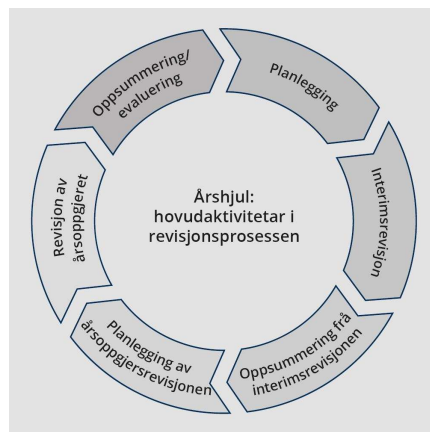 Årshjul:
hovudaktivitetar i
revisjonsprosessen
Planlegging
Interimsrevisjon
Oppsummering frå
interimsrevisjonen
Planlegging av
årsoppgjersrevisjonen
Revisjon av
årsoppgjeret
Oppsummering/
evaluering